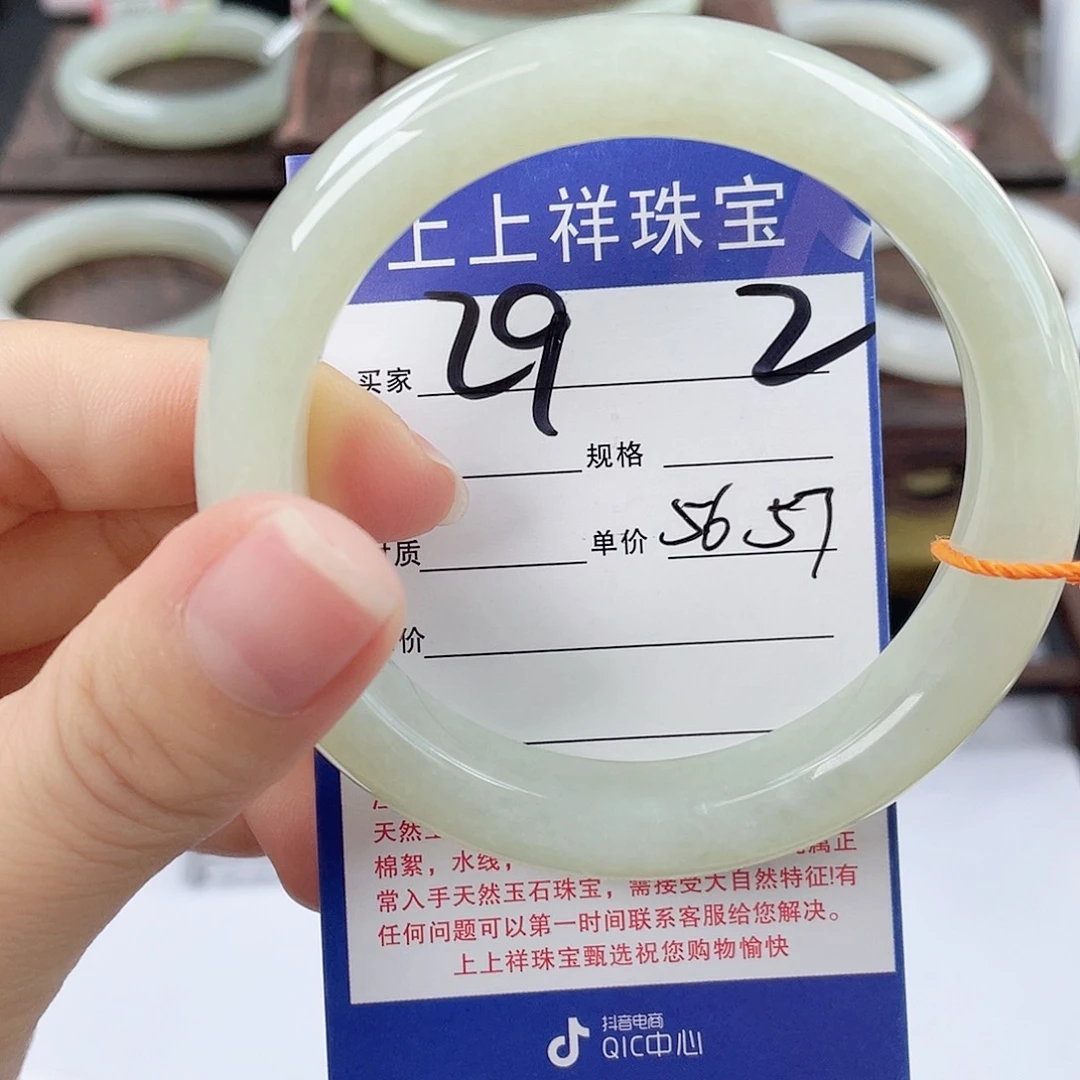 上上祥珠宝
买家 29 2
规格
质 单价 56.57
价
天然
棉絮，水线， 属正
常入手天然玉石珠宝，需接受大自然特征!有
任何问题可以第一时间联系客服给您解决。
上上祥珠宝甄选祝您购物愉快
抖音电商
QIC中心